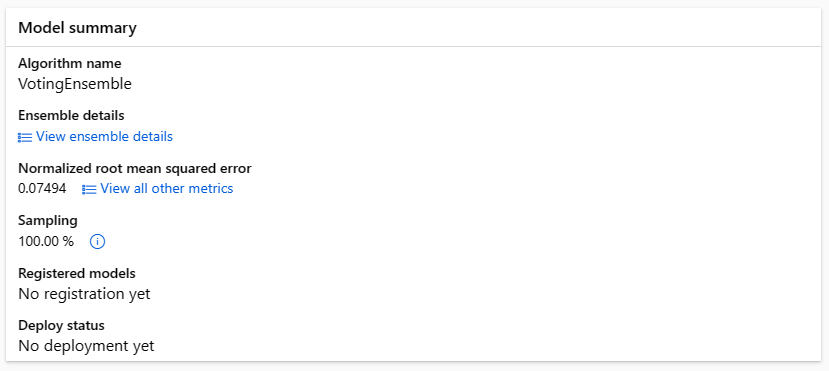 Model summary
Algorithm name
VotingEnsemble
Ensemble details
View ensemble details
Normalized root mean squared error
0.07494 View all other metrics
Sampling
100.00 %
Registered models
No registration yet
Deploy status
No deployment yet